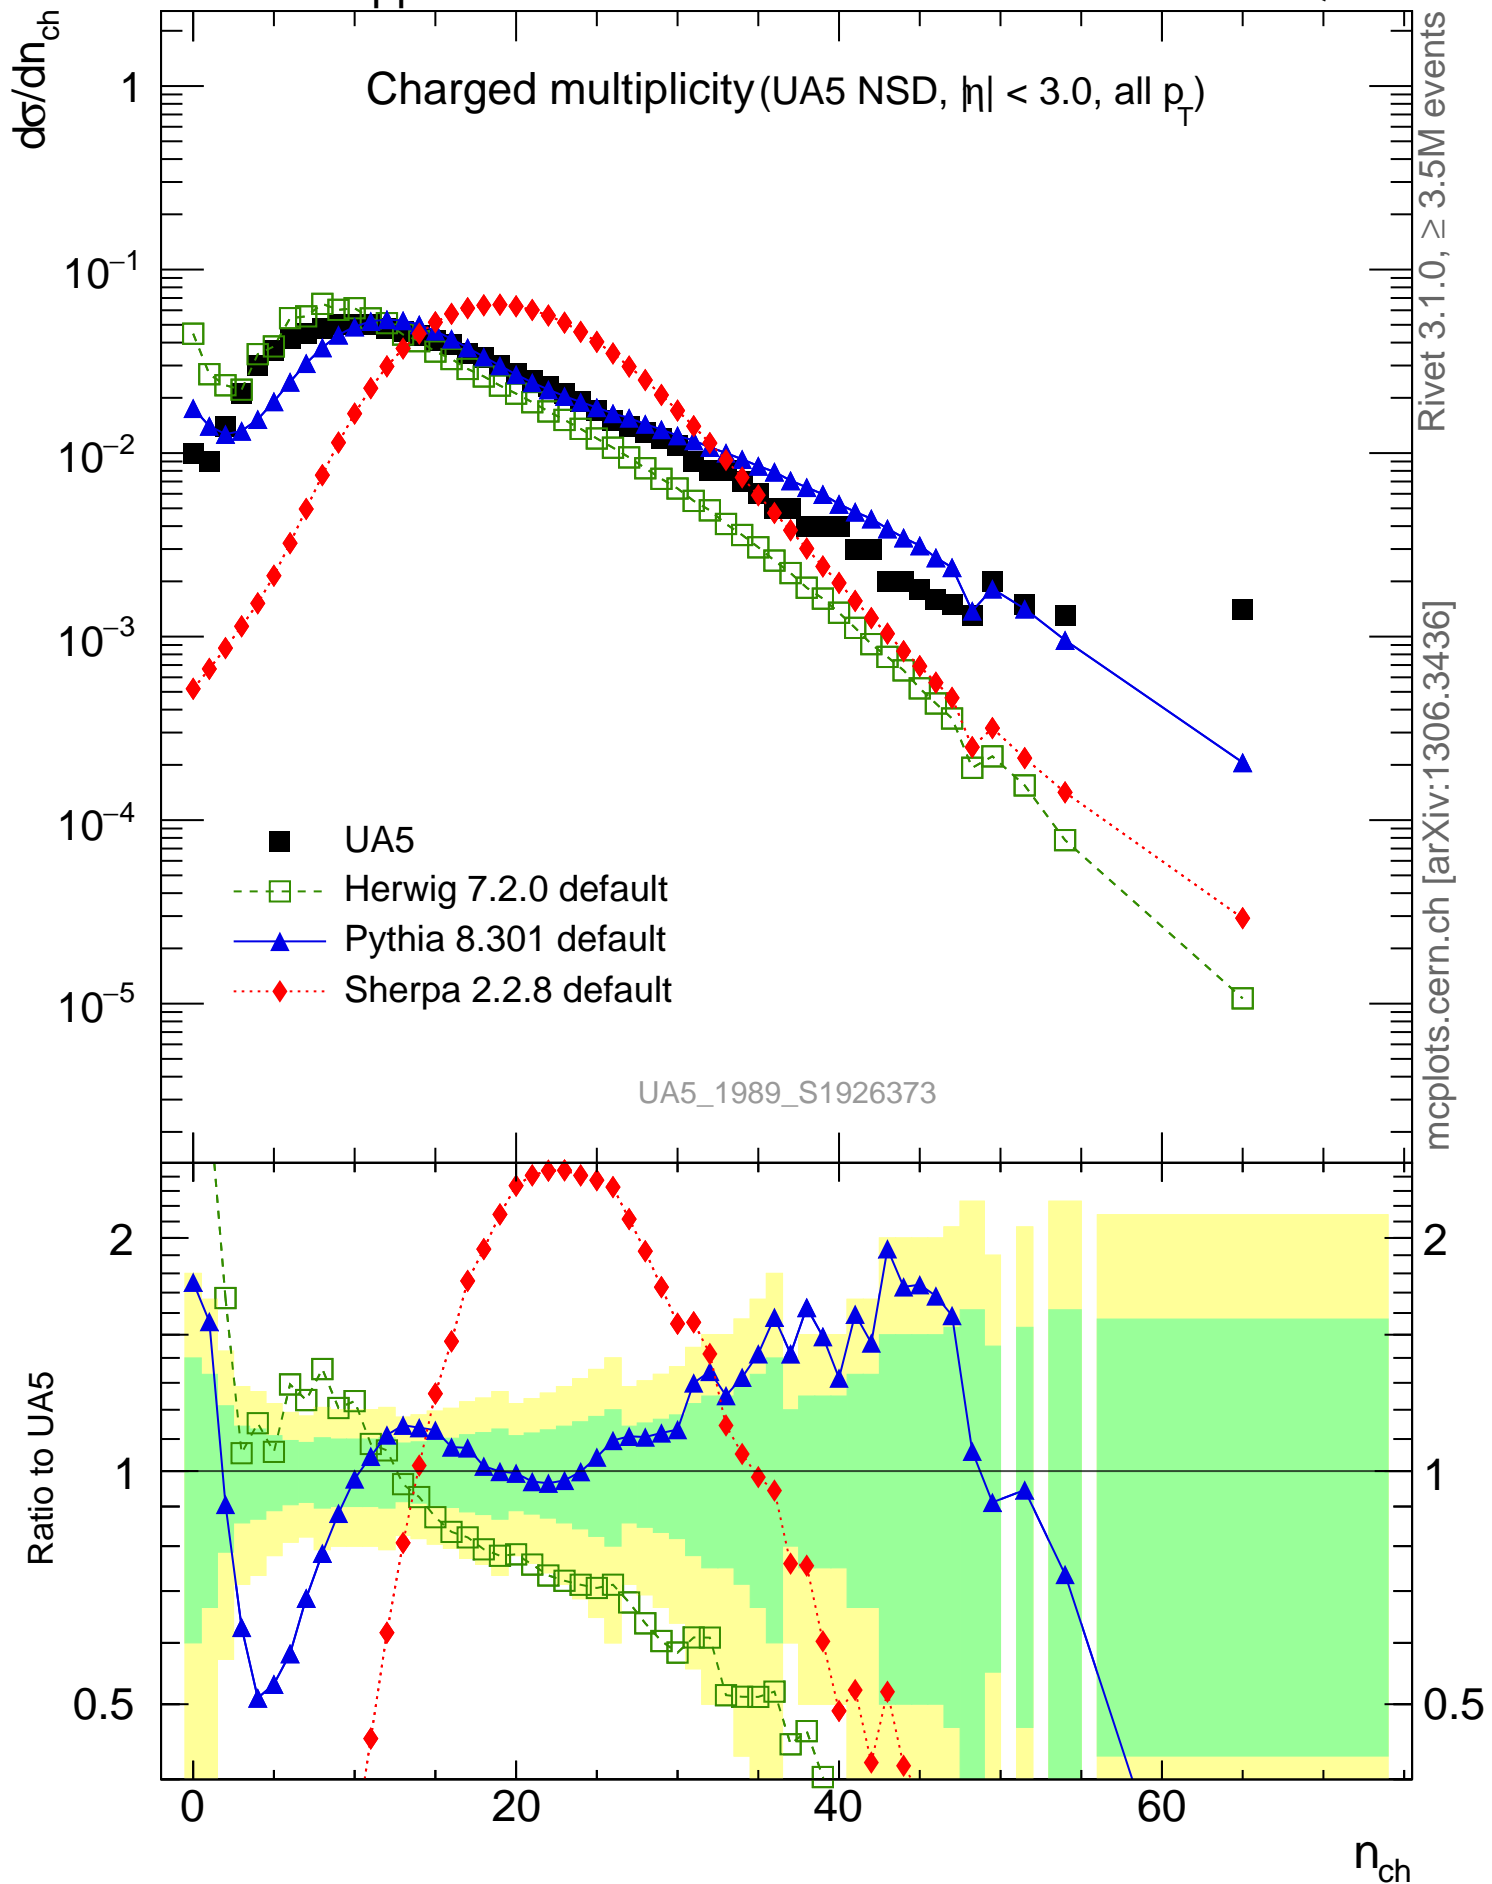 pp
dσ/dn_ch
Charged multiplicity (UA5 NSD, |η| < 3.0, all p_T)
1
10^−1
10^−2
10^−3
10^−4
10^−5
UA5
Herwig 7.2.0 default
Pythia 8.301 default
Sherpa 2.2.8 default
UA5_1989_S1926373
Rivet 3.1.0, ≥ 3.5M events
mcplots.cern.ch [arXiv:1306.3436]
Ratio to UA5
2
1
0.5
2
1
0.5
0 20 40 60
n_ch